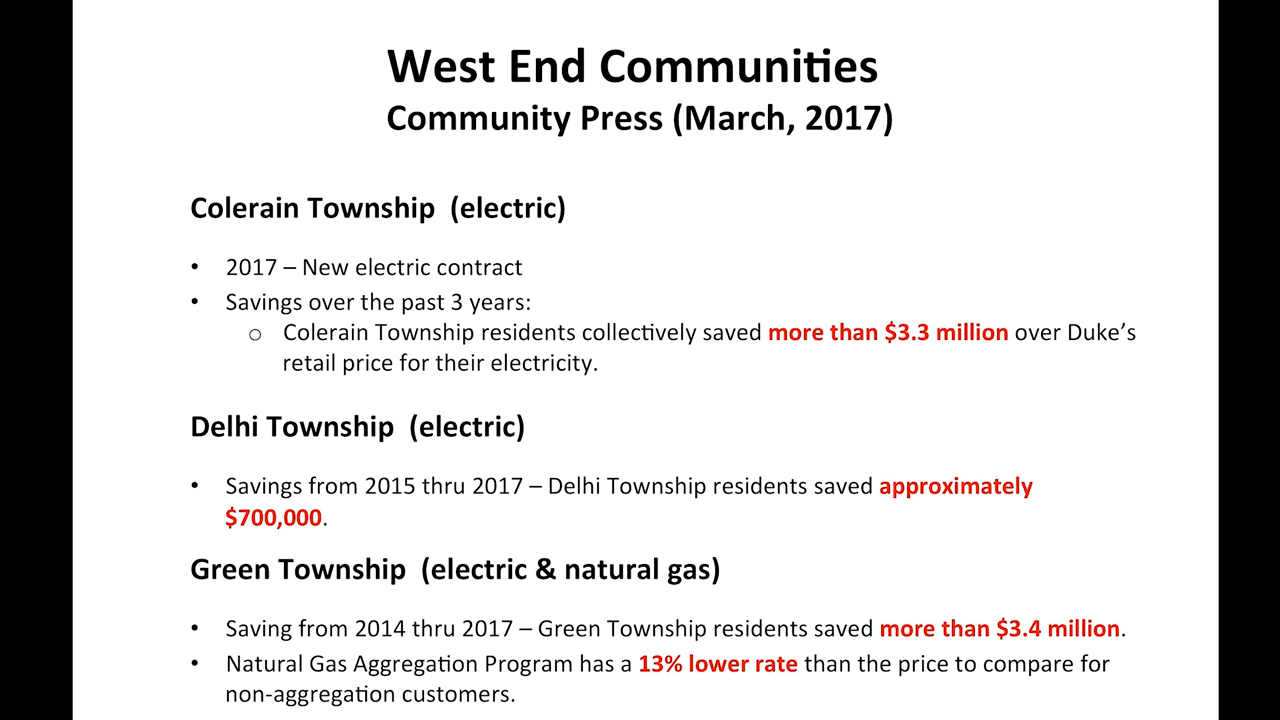 West End Communities
Community Press (March, 2017)
Colerain Township (electric)
• 2017 – New electric contract
• Savings over the past 3 years:
o Colerain Township residents collectively saved more than $3.3 million over Duke’s
retail price for their electricity.
Delhi Township (electric)
• Savings from 2015 thru 2017 – Delhi Township residents saved approximately
$700,000.
Green Township (electric & natural gas)
• Saving from 2014 thru 2017 – Green Township residents saved more than $3.4 million.
• Natural Gas Aggregation Program has a 13% lower rate than the price to compare for
non-aggregation customers.